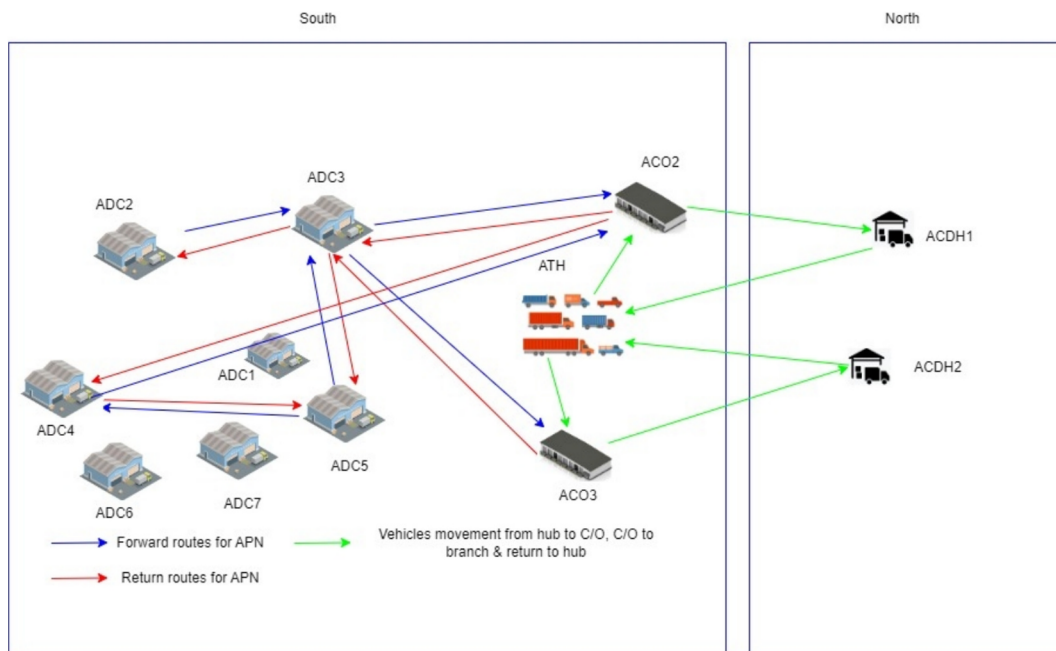 South
North
ACO2
ADC3
ADC2
ACDH1
ATH
ADC1
ACDH2
ADC4
ADC5
ACO3
ADC7
ADC6
Forward routes for APN
Vehicles movement from hub to C/O, C/O to
branch & return to hub
Return routes for APN